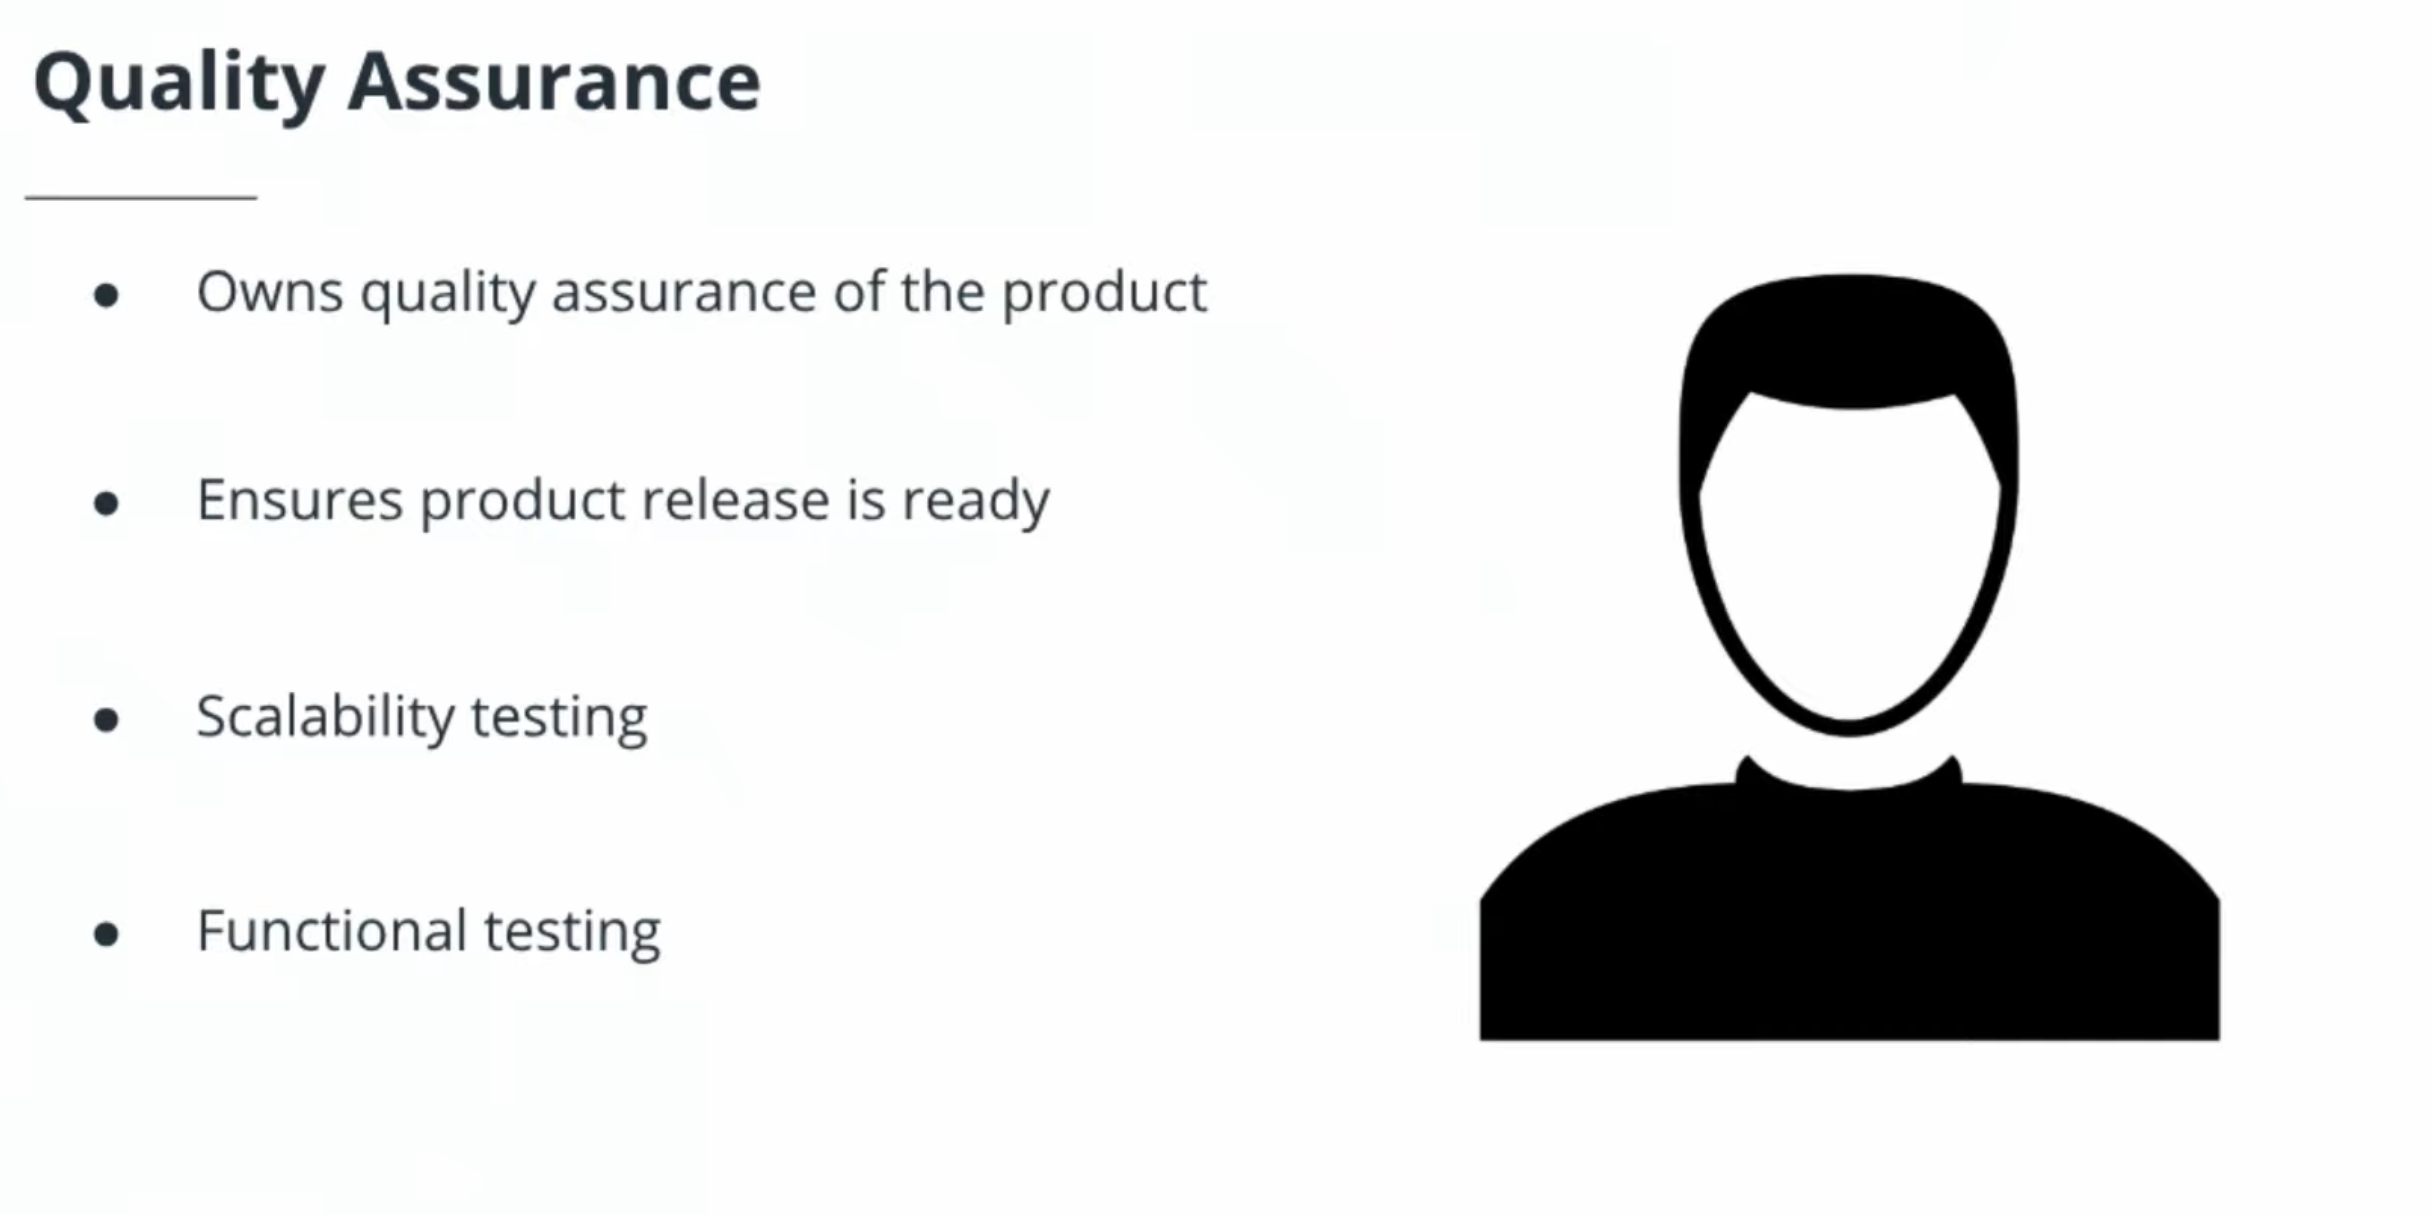 Quality Assurance
● Owns quality assurance of the product
● Ensures product release is ready
● Scalability testing
● Functional testing